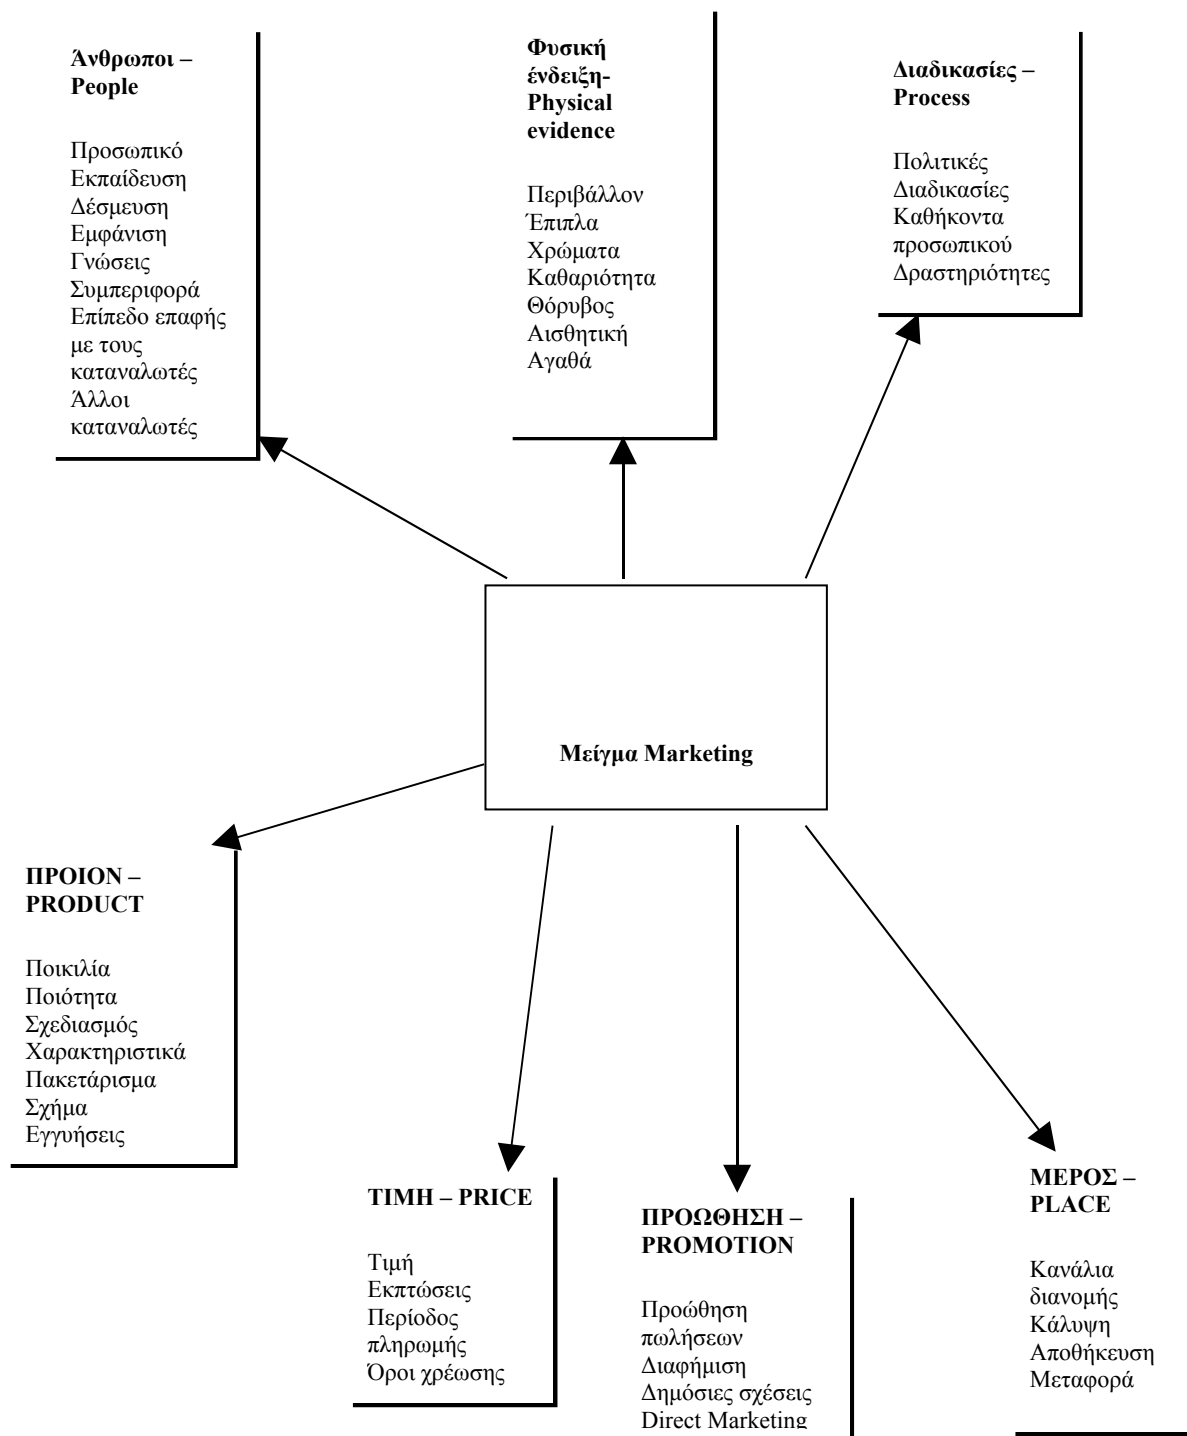 Άνθρωποι –
People
Προσωπικό
Εκπαίδευση
Δέσμευση
Εμφάνιση
Γνώσεις
Συμπεριφορά
Επίπεδο επαφής
με τους
καταναλωτές
Άλλοι
καταναλωτές
Φυσική
ένδειξη-
Physical
evidence
Περιβάλλον
Έπιπλα
Χρώματα
Καθαριότητα
Θόρυβος
Αισθητική
Αγαθά
Διαδικασίες –
Process
Πολιτικές
Διαδικασίες
Καθήκοντα
προσωπικού
Δραστηριότητες
Μείγμα Marketing
ΠΡΟΙΟΝ –
PRODUCT
Ποικιλία
Ποιότητα
Σχεδιασμός
Χαρακτηριστικά
Πακετάρισμα
Σχήμα
Εγγυήσεις
ΤΙΜΗ – PRICE
Τιμή
Εκπτώσεις
Περίοδος
πληρωμής
Όροι χρέωσης
ΠΡΟΩΘΗΣΗ –
PROMOTION
Προώθηση
πωλήσεων
Διαφήμιση
Δημόσιες σχέσεις
Direct Marketing
ΜΕΡΟΣ –
PLACE
Κανάλια
διανομής
Κάλυψη
Αποθήκευση
Μεταφορά